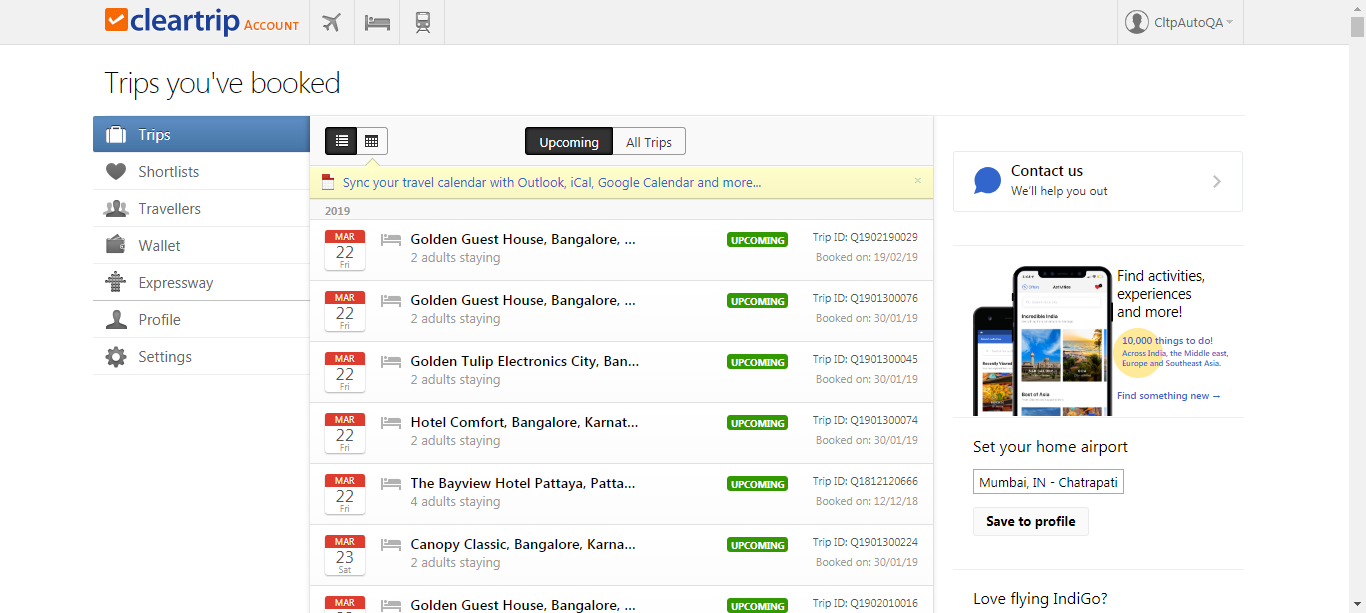 cleartrip ACCOUNT
CltpAutoQA
Trips you've booked
Trips
Shortlists
Travellers
Wallet
Expressway
Profile
Settings
Upcoming All Trips
Sync your travel calendar with Outlook, iCal, Google Calendar and more... ×
2019
MAR
22
Fri
Golden Guest House, Bangalore, ...
2 adults staying
UPCOMING
Trip ID: Q1902190029
Booked on: 19/02/19
MAR
22
Fri
Golden Guest House, Bangalore, ...
2 adults staying
UPCOMING
Trip ID: Q1901300076
Booked on: 30/01/19
MAR
22
Fri
Golden Tulip Electronics City, Ban...
2 adults staying
UPCOMING
Trip ID: Q1901300045
Booked on: 30/01/19
MAR
22
Fri
Hotel Comfort, Bangalore, Karnat...
2 adults staying
UPCOMING
Trip ID: Q1901300074
Booked on: 30/01/19
MAR
22
Fri
The Bayview Hotel Pattaya, Patta...
4 adults staying
UPCOMING
Trip ID: Q1812120666
Booked on: 12/12/18
MAR
23
Sat
Canopy Classic, Bangalore, Karna...
2 adults staying
UPCOMING
Trip ID: Q1901300224
Booked on: 30/01/19
MAR
Golden Guest House, Bangalore, ...
UPCOMING
Trip ID: Q1902010016
Contact us
We'll help you out
Activities
Incredible India
Recently Viewed
Best of Asia
Find activities,
experiences
and more!
10,000 things to do!
Across India, the Middle east,
Europe and Southeast Asia.
Find something new →
Set your home airport
Mumbai, IN - Chatrapati
Save to profile
Love flying IndiGo?